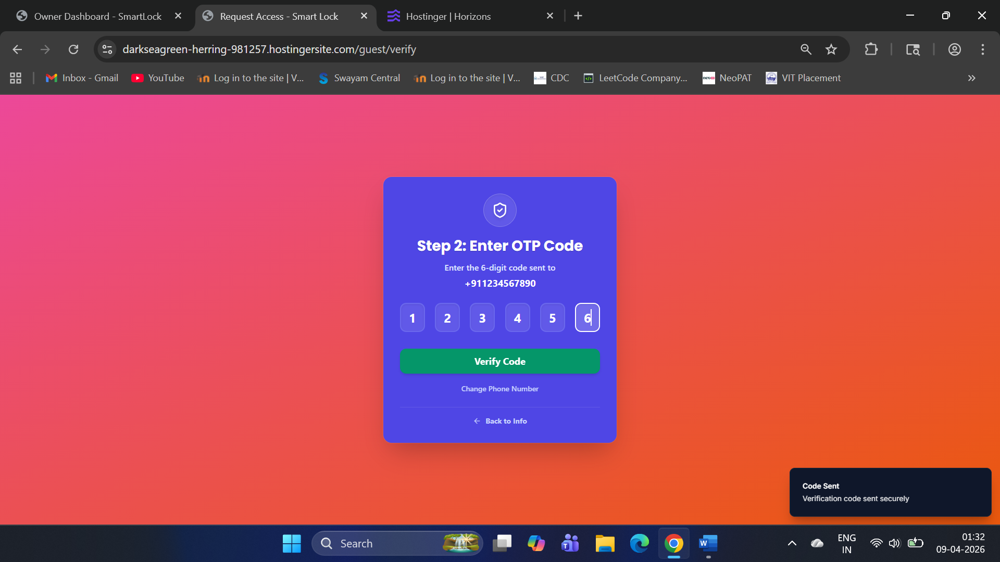 Owner Dashboard - SmartLock
Request Access - Smart Lock
Hostinger | Horizons
darkseagreen-herring-981257.hostingersite.com/guest/verify
Inbox - Gmail
YouTube
Log in to the site | V...
Swayam Central
Log in to the site | V...
CDC
LeetCode Company...
NeoPAT
VIT Placement
Step 2: Enter OTP Code
Enter the 6-digit code sent to
+911234567890
1 2 3 4 5 6
Verify Code
Change Phone Number
Back to Info
Code Sent
Verification code sent securely
Search
ENG
IN
01:32
09-04-2026